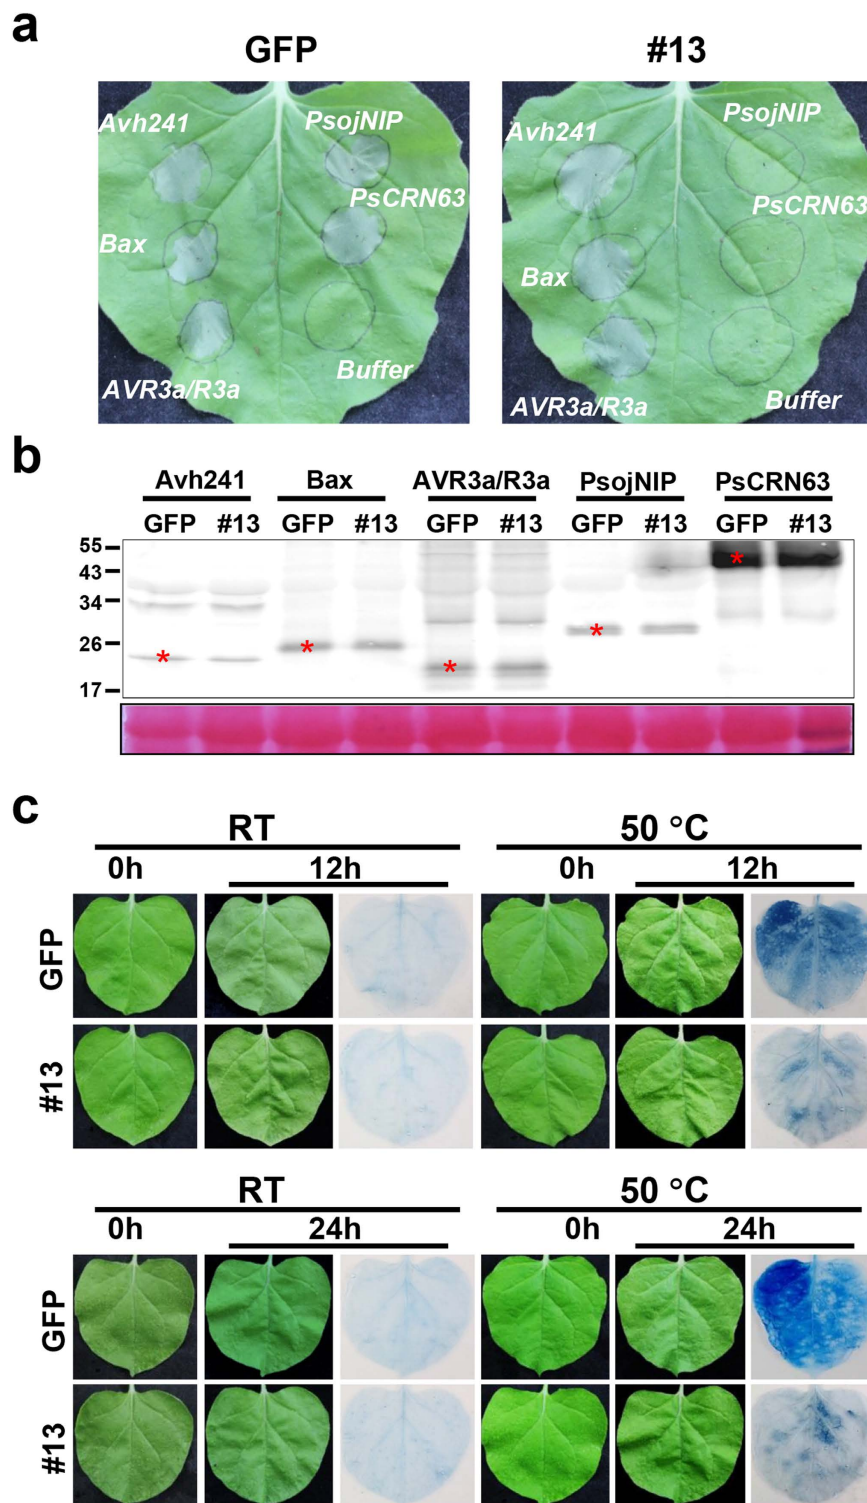 a
GFP #13
Avh241 PsojNIP Avh241 PsojNIP
PsCRN63 PsCRN63
Bax Bax
AVR3a/R3a Buffer AVR3a/R3a Buffer
b
Avh241 Bax AVR3a/R3a PsojNIP PsCRN63
GFP #13 GFP #13 GFP #13 GFP #13 GFP #13
55
43
34
26
17
* * * * *
c
RT 50 °C
0h 12h 0h 12h
GFP
#13
RT 50 °C
0h 24h 0h 24h
GFP
#13